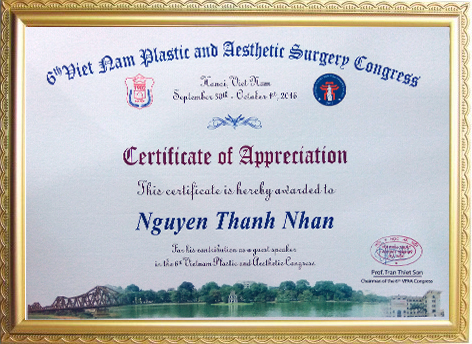 6th Viet Nam Plastic and Aesthetic Surgery Congress
Hanoi, Viet Nam
September 30th - October 1st, 2016
Certificate of Appreciation
This certificate is hereby awarded to
Nguyen Thanh Nhan
For his contribution as a guest speaker
in the 6th Vietnam Plastic and Aesthetic Congress
Prof. Tran Thiet Son
Chairman of the 6th VPRA Congress